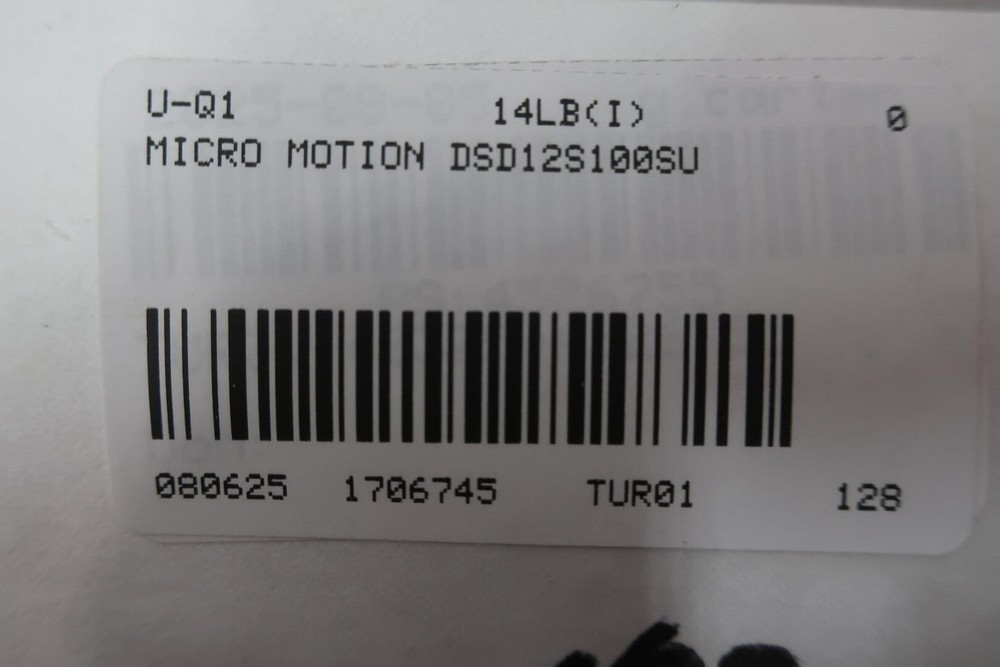 U-Q1 14LB(I) 0
MICRO MOTION DSD12S100SU
080625 1706745 TUR01 128